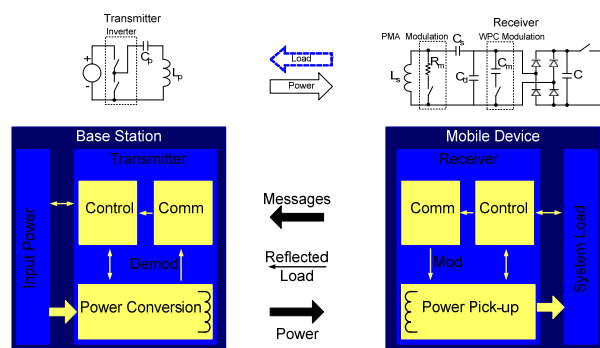 Transmitter
Inverter
Cp
Lp
+
-
Load
Power
Receiver
PMA Modulation
WPC Modulation
Cs
Ls
Rm
Cd
Cm
C
Base Station
Transmitter
Input Power
Control
Comm
Demod
Power Conversion
Messages
Reflected
Load
Power
Mobile Device
Receiver
Comm
Control
Mod
Power Pick-up
System Load